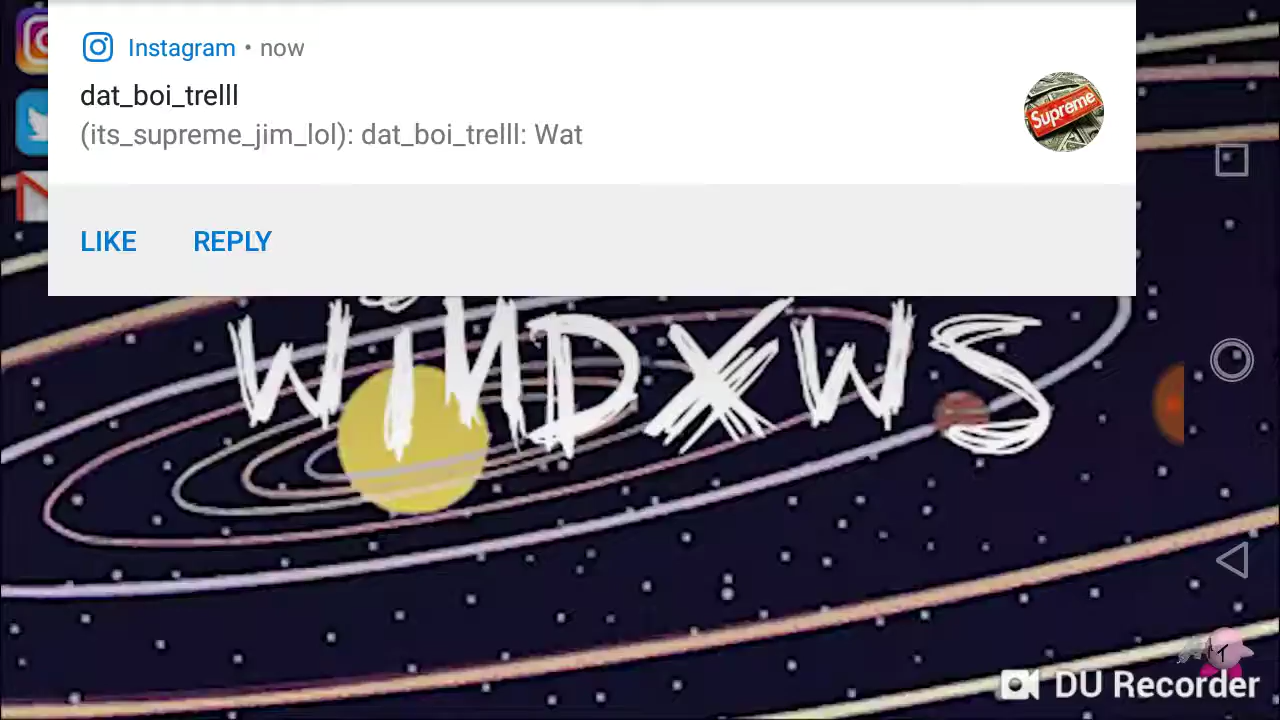 Instagram • now
dat_boi_trelll
(its_supreme_jim_lol): dat_boi_trelll: Wat
Supreme
LIKE REPLY
WiNDXWS
DU Recorder